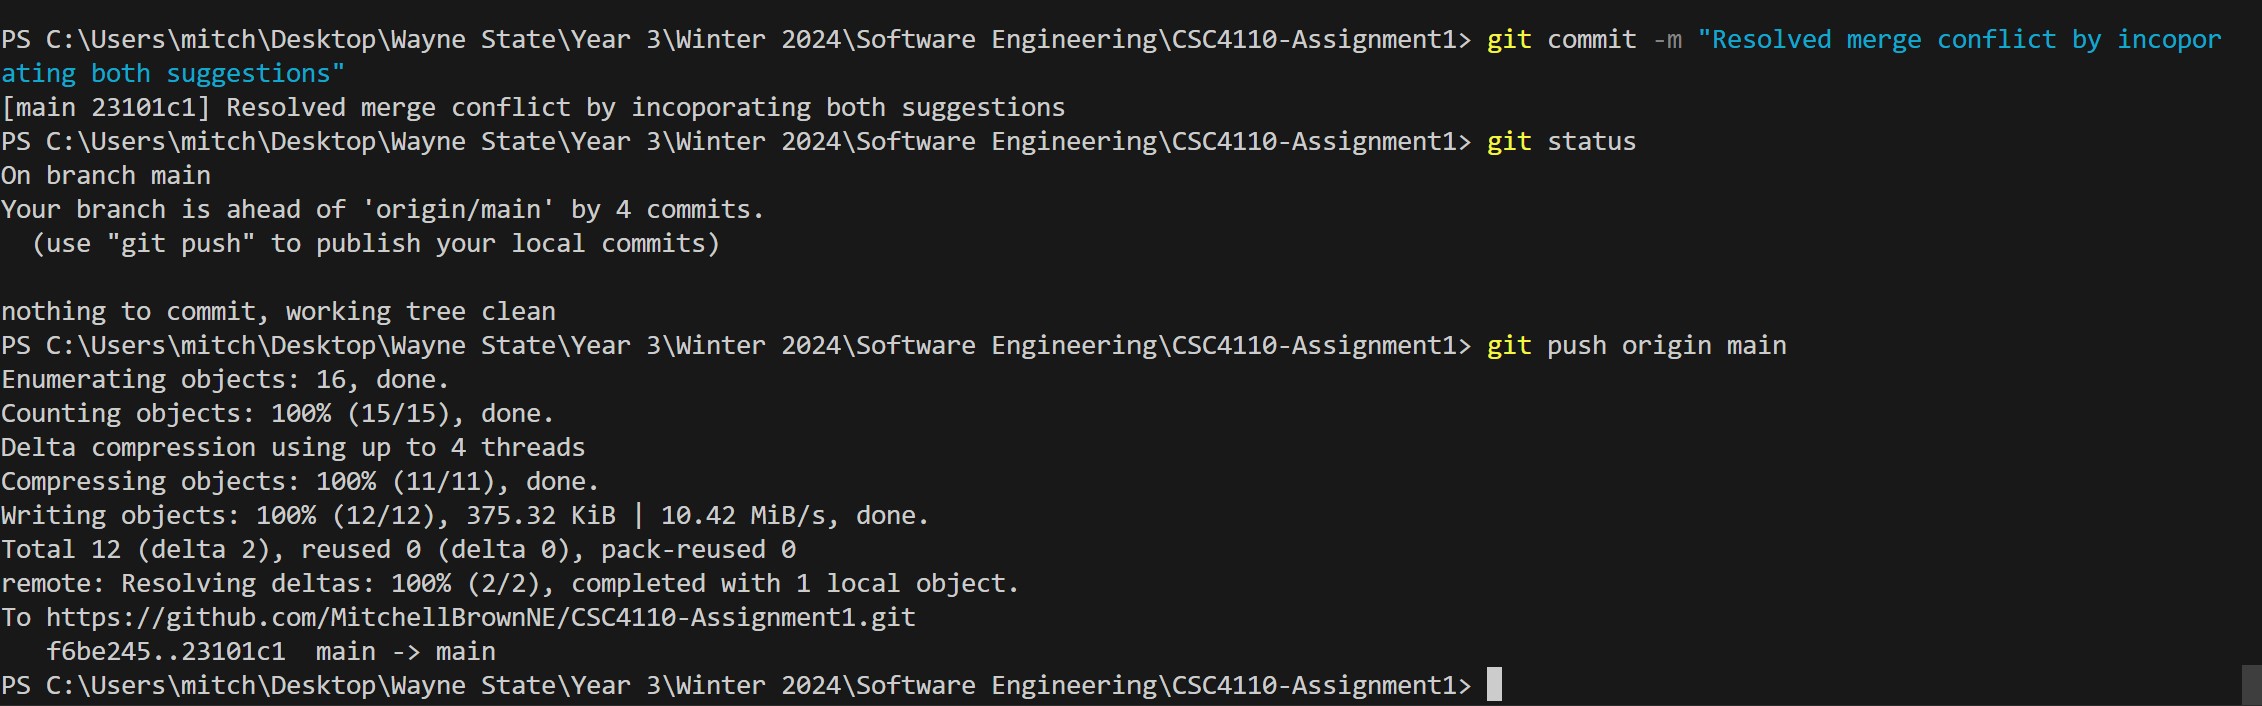 PS C:\Users\mitch\Desktop\Wayne State\Year 3\Winter 2024\Software Engineering\CSC4110-Assignment1> git commit -m "Resolved merge conflict by incopor
ating both suggestions"
[main 23101c1] Resolved merge conflict by incoporating both suggestions
PS C:\Users\mitch\Desktop\Wayne State\Year 3\Winter 2024\Software Engineering\CSC4110-Assignment1> git status
On branch main
Your branch is ahead of 'origin/main' by 4 commits.
  (use "git push" to publish your local commits)

nothing to commit, working tree clean
PS C:\Users\mitch\Desktop\Wayne State\Year 3\Winter 2024\Software Engineering\CSC4110-Assignment1> git push origin main
Enumerating objects: 16, done.
Counting objects: 100% (15/15), done.
Delta compression using up to 4 threads
Compressing objects: 100% (11/11), done.
Writing objects: 100% (12/12), 375.32 KiB | 10.42 MiB/s, done.
Total 12 (delta 2), reused 0 (delta 0), pack-reused 0
remote: Resolving deltas: 100% (2/2), completed with 1 local object.
To https://github.com/MitchellBrownNE/CSC4110-Assignment1.git
   f6be245..23101c1  main -> main
PS C:\Users\mitch\Desktop\Wayne State\Year 3\Winter 2024\Software Engineering\CSC4110-Assignment1>